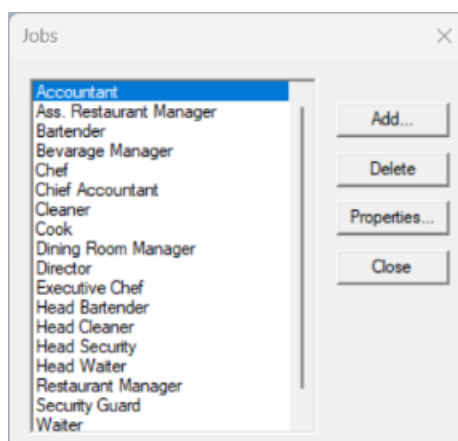 Jobs
Accountant
Ass. Restaurant Manager
Bartender
Bevarage Manager
Chef
Chief Accountant
Cleaner
Cook
Dining Room Manager
Director
Executive Chef
Head Bartender
Head Cleaner
Head Security
Head Waiter
Restaurant Manager
Security Guard
Waiter
Add...
Delete
Properties...
Close